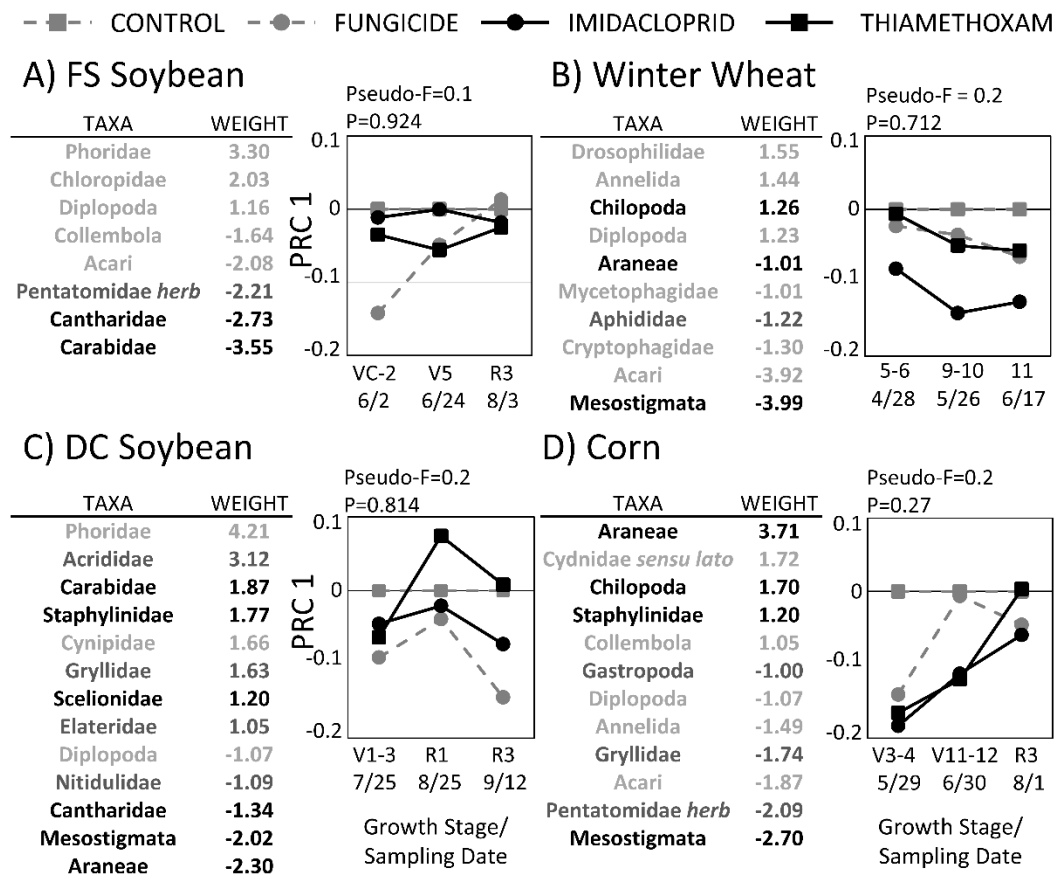 CONTROL FUNGICIDE IMIDACLOPRID THIAMETHOXAM
A) FS Soybean
Pseudo-F=0.1
P=0.924
TAXA WEIGHT
Phoridae 3.30
Chloropidae 2.03
Diplopoda 1.16
Collembola -1.64
Acari -2.08
Pentatomidae herb -2.21
Cantharidae -2.73
Carabidae -3.55
PRC 1
0.1
0
-0.1
-0.2
VC-2 V5 R3
6/2 6/24 8/3
B) Winter Wheat
Pseudo-F = 0.2
P=0.712
TAXA WEIGHT
Drosophilidae 1.55
Annelida 1.44
Chilopoda 1.26
Diplopoda 1.23
Araneae -1.01
Mycetophagidae -1.01
Aphididae -1.22
Cryptophagidae -1.30
Acari -3.92
Mesostigmata -3.99
0.1
0
-0.1
-0.2
5-6 9-10 11
4/28 5/26 6/17
C) DC Soybean
Pseudo-F=0.2
P=0.814
TAXA WEIGHT
Phoridae 4.21
Acrididae 3.12
Carabidae 1.87
Staphylinidae 1.77
Cynipidae 1.66
Gryllidae 1.63
Scelionidae 1.20
Elateridae 1.05
Diplopoda -1.07
Nitidulidae -1.09
Cantharidae -1.34
Mesostigmata -2.02
Araneae -2.30
PRC 1
0.1
0
-0.1
-0.2
V1-3 R1 R3
7/25 8/25 9/12
Growth Stage/
Sampling Date
D) Corn
Pseudo-F=0.2
P=0.27
TAXA WEIGHT
Araneae 3.71
Cydnidae sensu lato 1.72
Chilopoda 1.70
Staphylinidae 1.20
Collembola 1.05
Gastropoda -1.00
Diplopoda -1.07
Annelida -1.49
Gryllidae -1.74
Acari -1.87
Pentatomidae herb -2.09
Mesostigmata -2.70
0.1
0
-0.1
-0.2
V3-4 V11-12 R3
5/29 6/30 8/1
Growth Stage/
Sampling Date